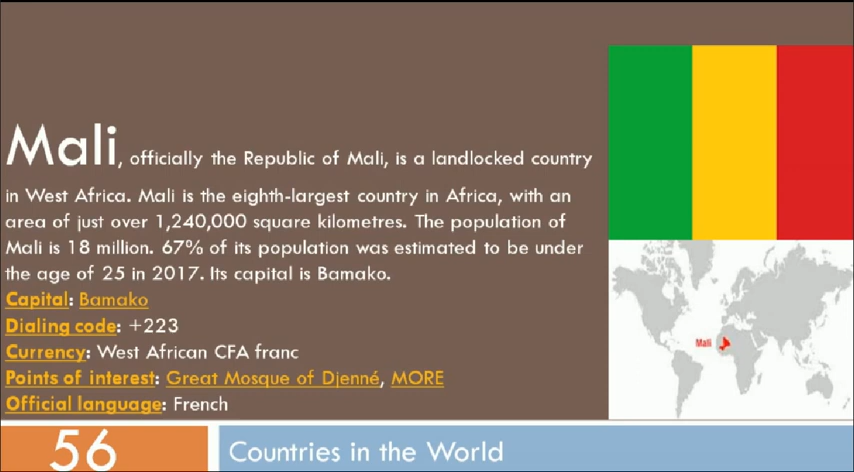 Mali, officially the Republic of Mali, is a landlocked country
in West Africa. Mali is the eighth-largest country in Africa, with an
area of just over 1,240,000 square kilometres. The population of
Mali is 18 million. 67% of its population was estimated to be under
the age of 25 in 2017. Its capital is Bamako.
Capital: Bamako
Dialing code: +223
Currency: West African CFA franc
Points of interest: Great Mosque of Djenné, MORE
Official language: French
Mali
56
Countries in the World